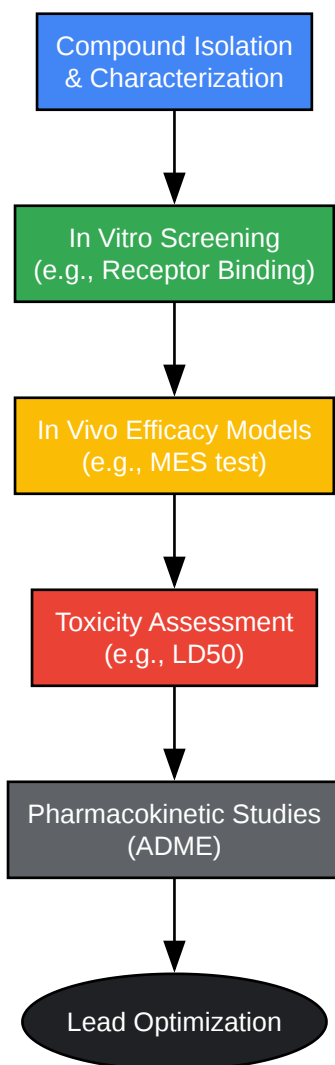 Compound Isolation
& Characterization
In Vitro Screening
(e.g., Receptor Binding)
In Vivo Efficacy Models
(e.g., MES test)
Toxicity Assessment
(e.g., LD50)
Pharmacokinetic Studies
(ADME)
Lead Optimization